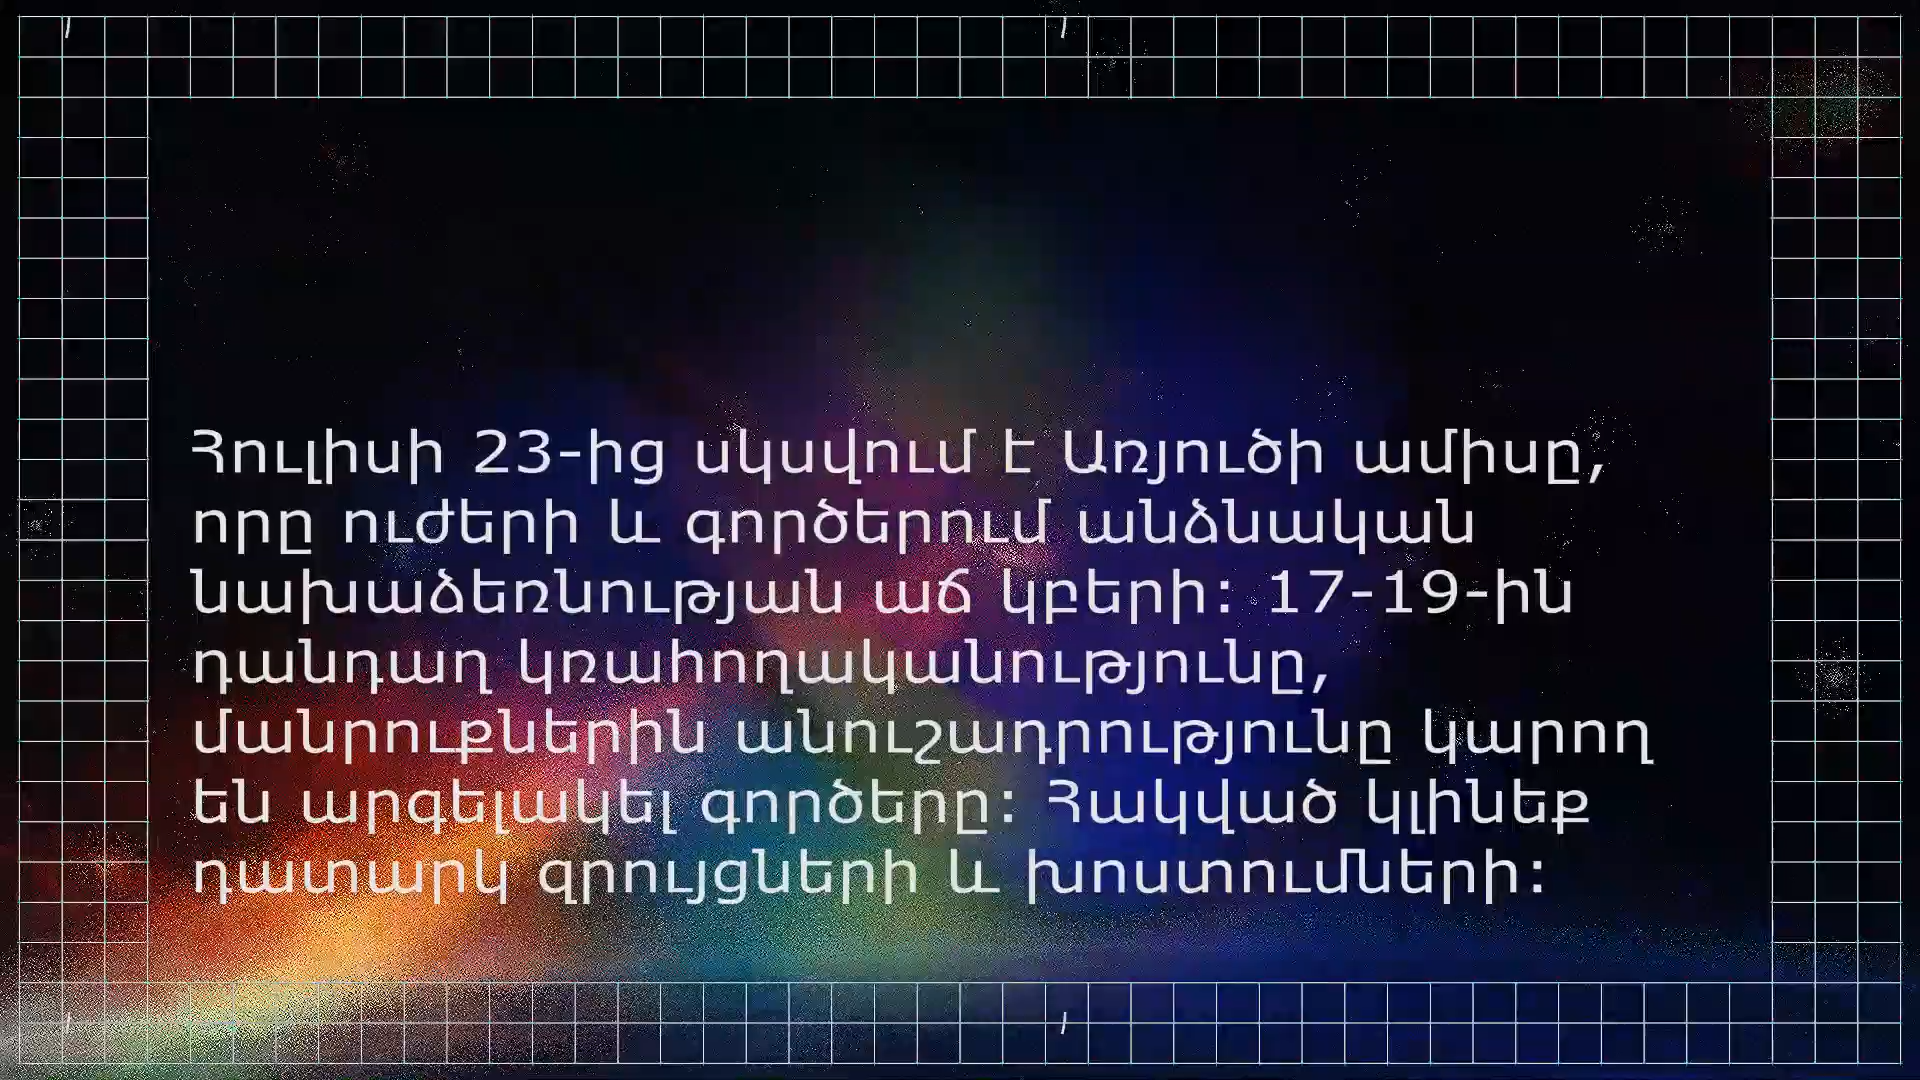 Հուլիսի 23-ից սկսվում է Առյուծի ամիսը,
որը ուժերի և գործերում անձնական
նախաձեռնության աճ կբերի: 17-19-ին
դանդաղ կռահողականությունը,
մանրուքներին անուշադրությունը կարող
են արգելակել գործերը: Հակված կլինեք
դատարկ զրույցների և խոստումների: